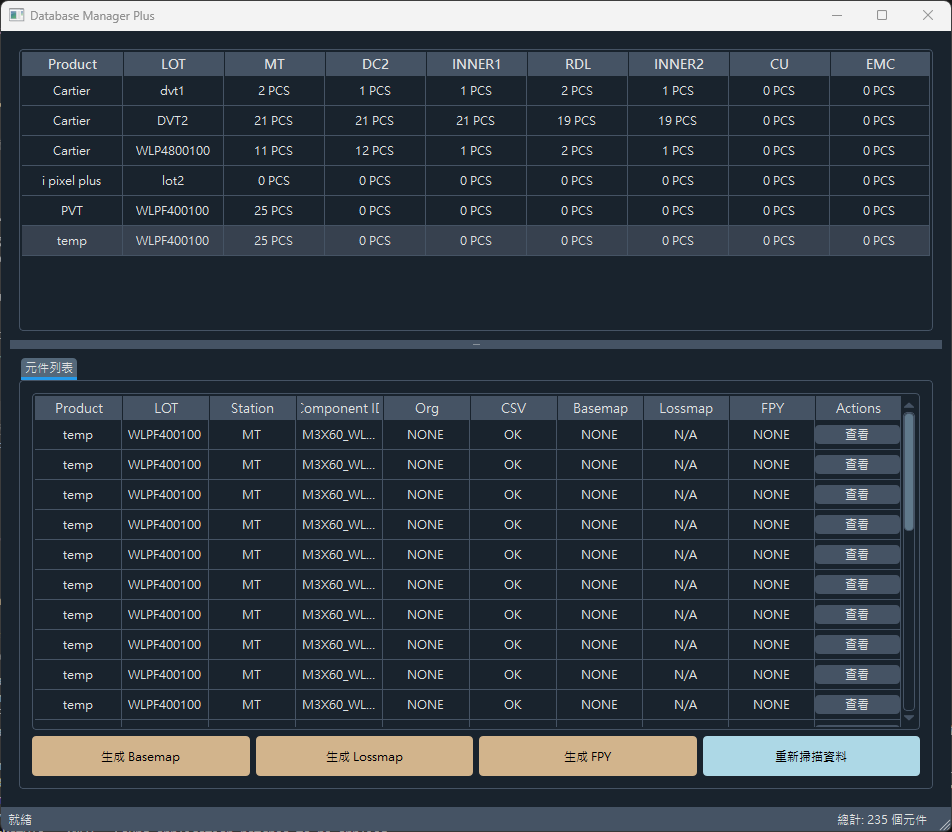 Database Manager Plus
Product LOT MT DC2 INNER1 RDL INNER2 CU EMC
Cartier dvt1 2 PCS 1 PCS 1 PCS 2 PCS 1 PCS 0 PCS 0 PCS
Cartier DVT2 21 PCS 21 PCS 21 PCS 19 PCS 19 PCS 0 PCS 0 PCS
Cartier WLP4800100 11 PCS 12 PCS 1 PCS 2 PCS 1 PCS 0 PCS 0 PCS
i pixel plus lot2 0 PCS 0 PCS 0 PCS 0 PCS 0 PCS 0 PCS 0 PCS
PVT WLPF400100 25 PCS 0 PCS 0 PCS 0 PCS 0 PCS 0 PCS 0 PCS
temp WLPF400100 25 PCS 0 PCS 0 PCS 0 PCS 0 PCS 0 PCS 0 PCS
元件列表
Product LOT Station Component ID Org CSV Basemap Lossmap FPY Actions
temp WLPF400100 MT M3X60_WL... NONE OK NONE N/A NONE 查看
temp WLPF400100 MT M3X60_WL... NONE OK NONE N/A NONE 查看
temp WLPF400100 MT M3X60_WL... NONE OK NONE N/A NONE 查看
temp WLPF400100 MT M3X60_WL... NONE OK NONE N/A NONE 查看
temp WLPF400100 MT M3X60_WL... NONE OK NONE N/A NONE 查看
temp WLPF400100 MT M3X60_WL... NONE OK NONE N/A NONE 查看
temp WLPF400100 MT M3X60_WL... NONE OK NONE N/A NONE 查看
temp WLPF400100 MT M3X60_WL... NONE OK NONE N/A NONE 查看
temp WLPF400100 MT M3X60_WL... NONE OK NONE N/A NONE 查看
temp WLPF400100 MT M3X60_WL... NONE OK NONE N/A NONE 查看
生成 Basemap 生成 Lossmap 生成 FPY 重新掃描資料
就緒 總計: 235 個元件